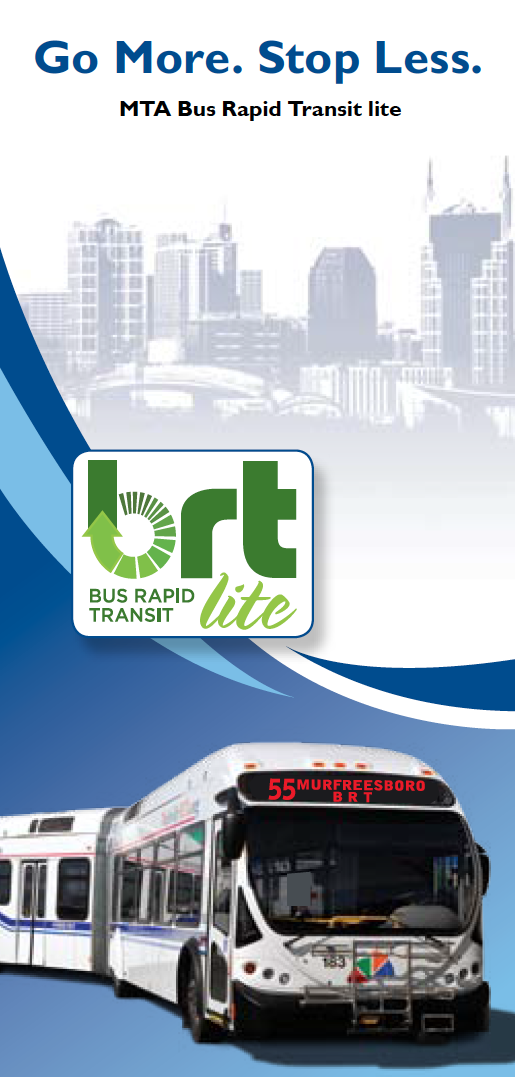 Go More. Stop Less.
MTA Bus Rapid Transit lite
brt
BUS RAPID
TRANSIT
lite
55 MURFREESBORO
BRT
183